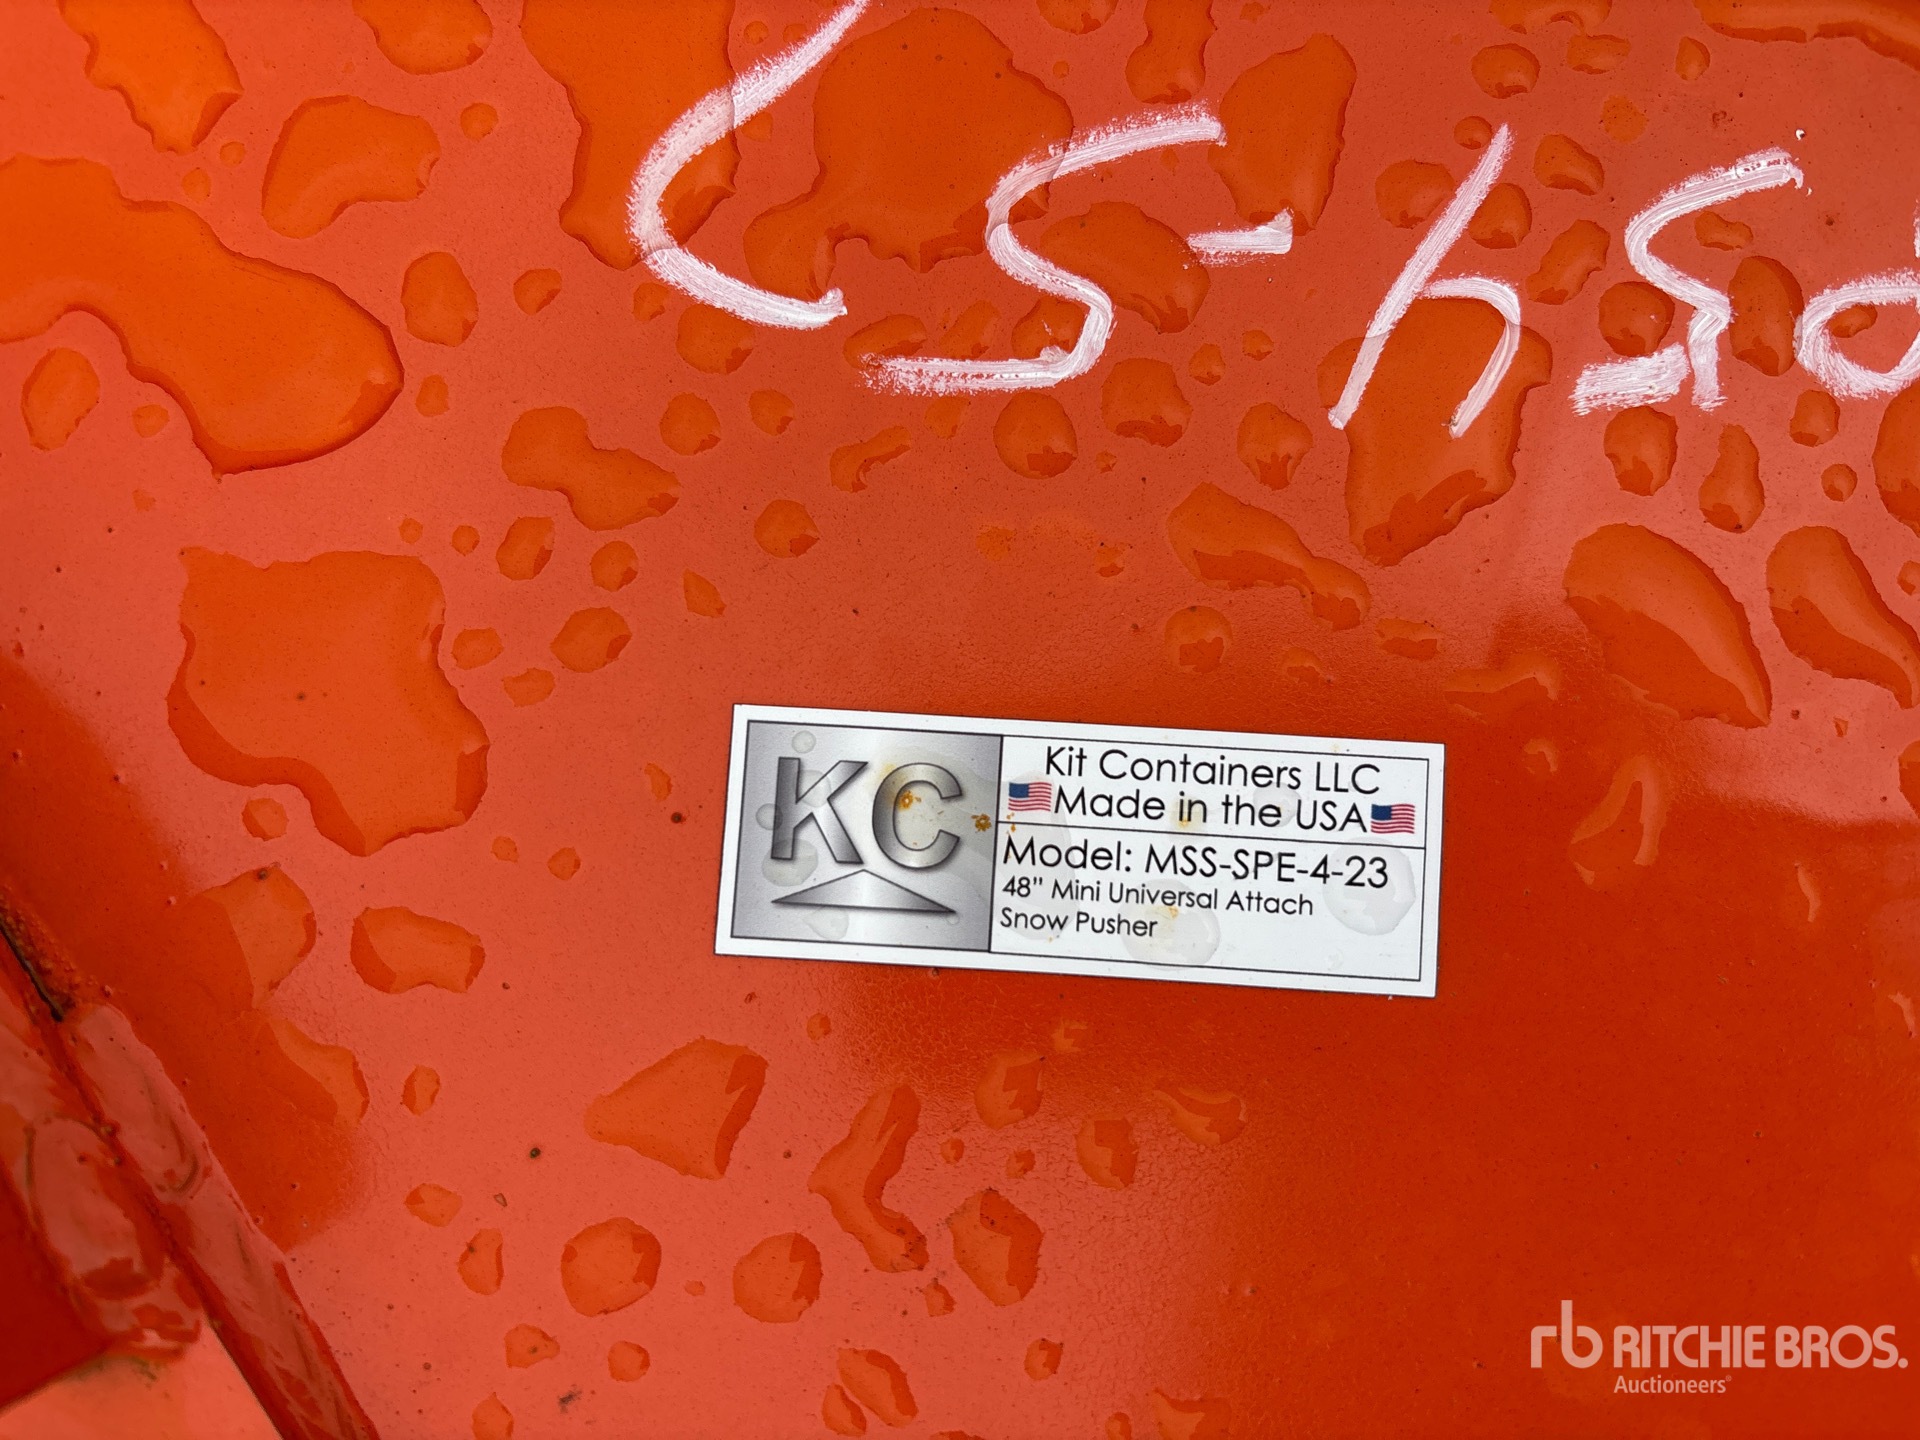 KC
Kit Containers LLC
Made in the USA
Model: MSS-SPE-4-23
48" Mini Universal Attach
Snow Pusher
rb RITCHIE BROS.
Auctioneers